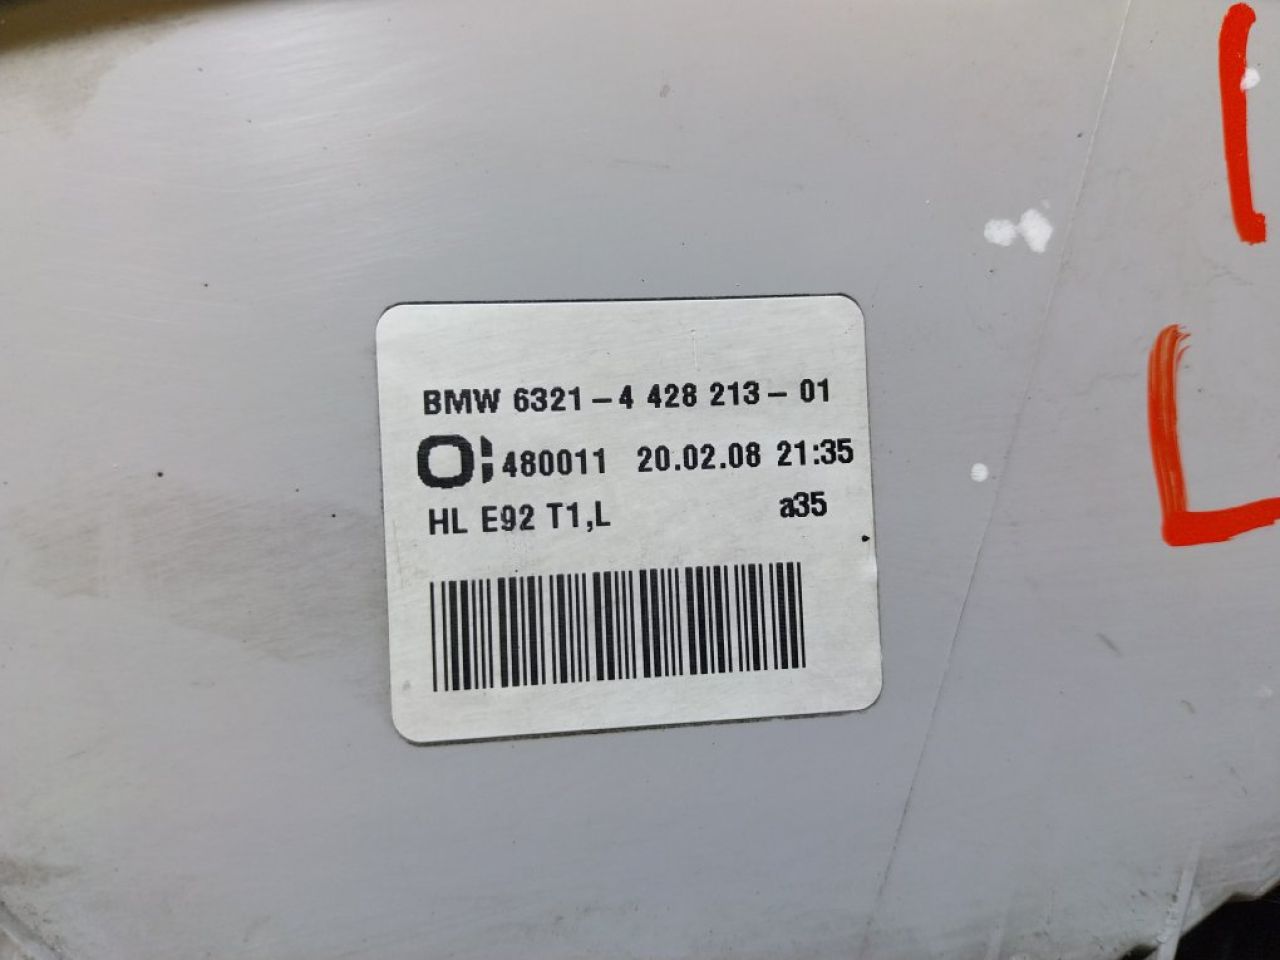 BMW 6321-4 428 213-01
480011 20.02.08 21:35
HL E92 T1,L a35
L